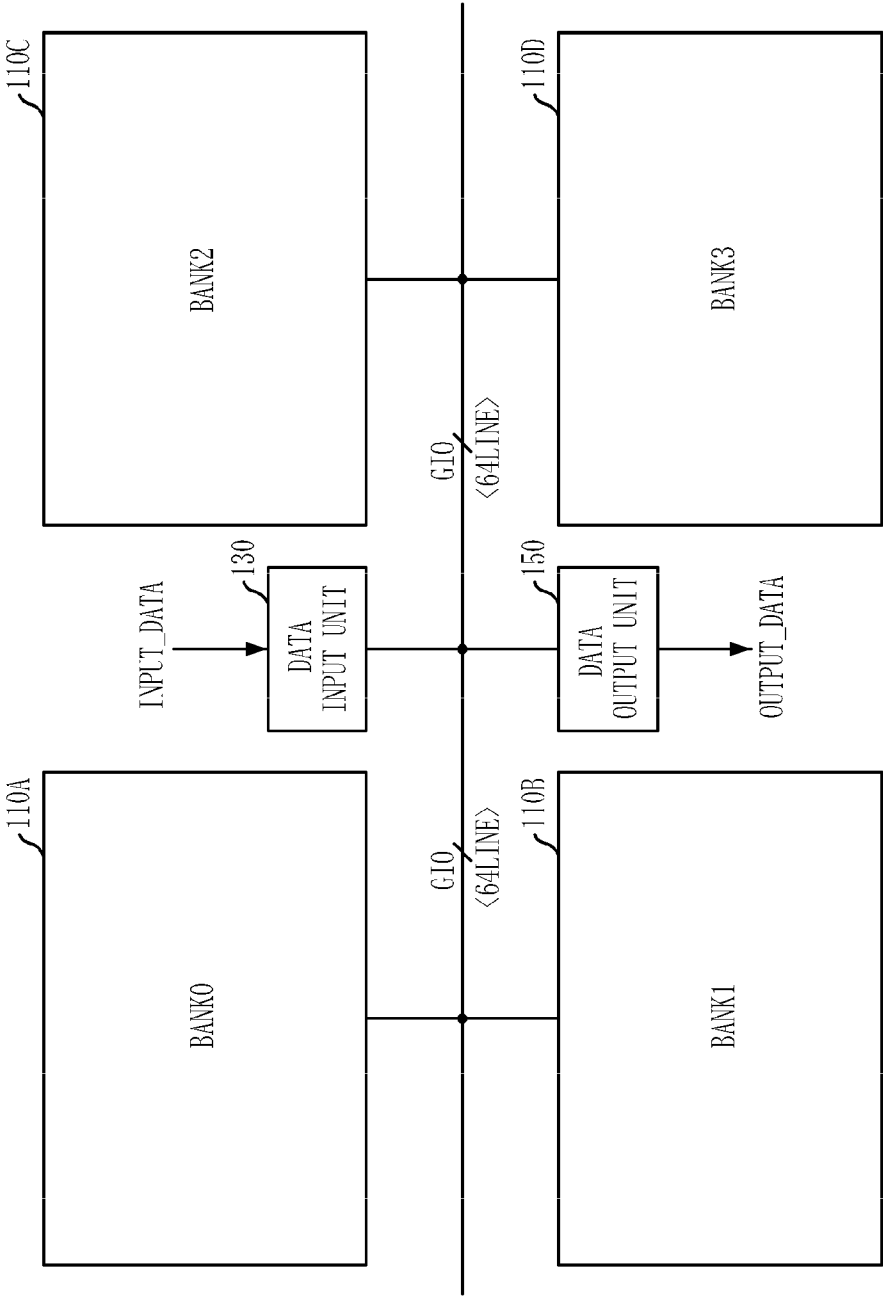 110A
110C
INPUT_DATA
BANK0
BANK2
130
DATA
INPUT UNIT
GIO
<64LINE>
GIO
<64LINE>
110B
150
110D
DATA
OUTPUT UNIT
BANK1
BANK3
OUTPUT_DATA